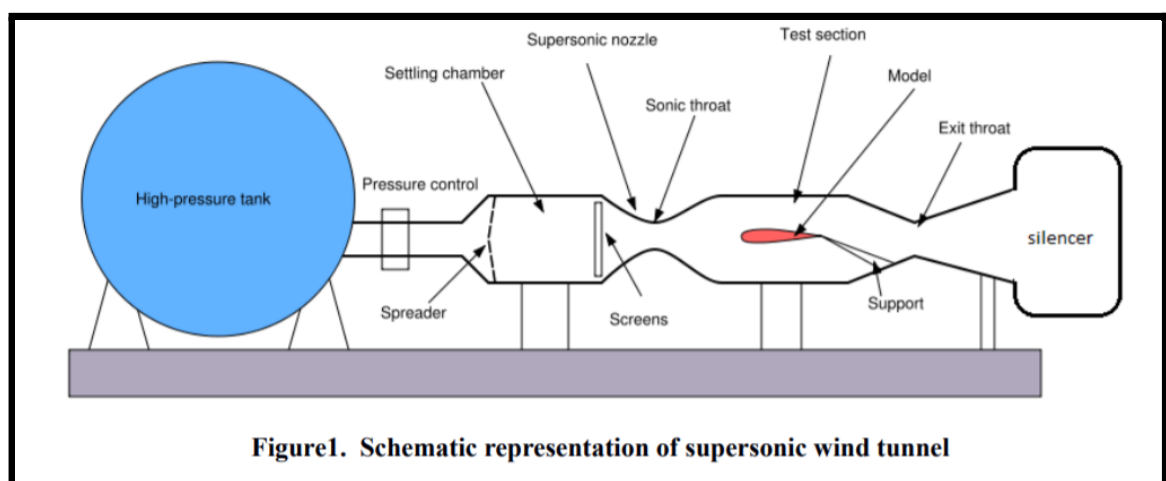 Supersonic nozzle
Test section
Settling chamber
Model
Sonic throat
Exit throat
High-pressure tank
Pressure control
silencer
Spreader
Screens
Support
Figure1. Schematic representation of supersonic wind tunnel